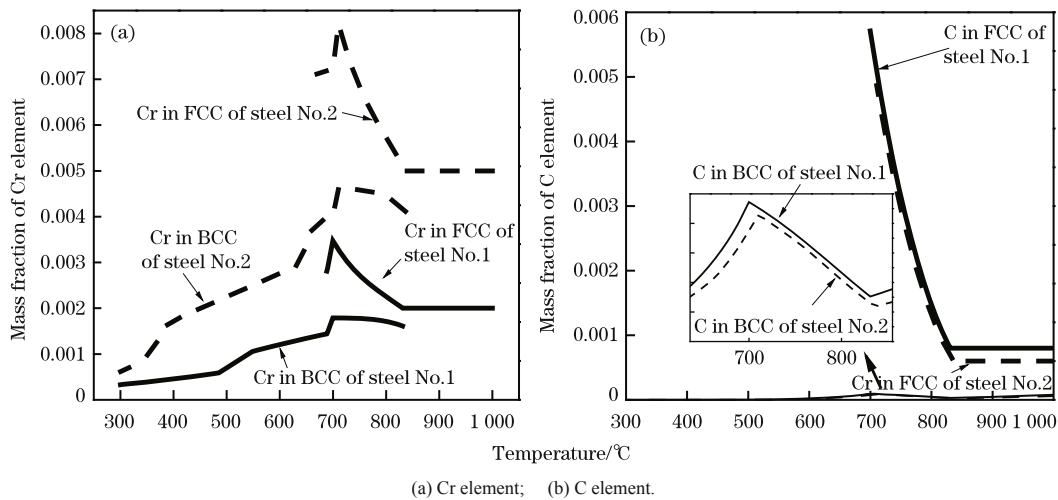 (a)
Mass fraction of Cr element
0.008
0.007
0.006
0.005
0.004
0.003
0.002
0.001
0
Cr in FCC of steel No.2
Cr in BCC
of steel No.2
Cr in FCC of
steel No.1
Cr in BCC of steel No.1
300 400 500 600 700 800 900 1 000
(b)
Mass fraction of C element
0.006
0.005
0.004
0.003
0.002
0.001
0
C in FCC of
steel No.1
C in BCC of steel No.1
C in BCC of steel No.2
700 800
Cr in FCC of steel No.2
300 400 500 600 700 800 900 1 000
Temperature/℃
(a) Cr element; (b) C element.